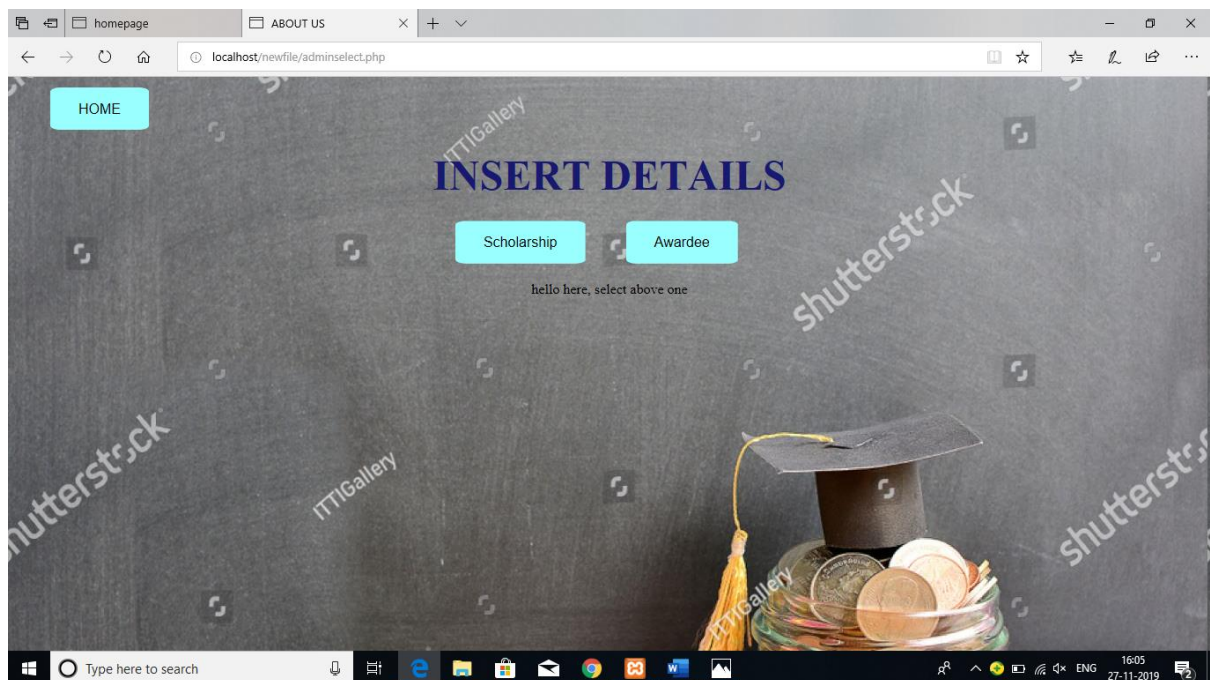 homepage
ABOUT US
localhost/newfile/adminselect.php
HOME
ITTIGallery
INSERT DETAILS
shutterstock
Scholarship
Awardee
hello here, select above one
shutterstock
ITTIGallery
shutterstock
ITTIGallery
Type here to search
ENG
16:05
27-11-2019
2